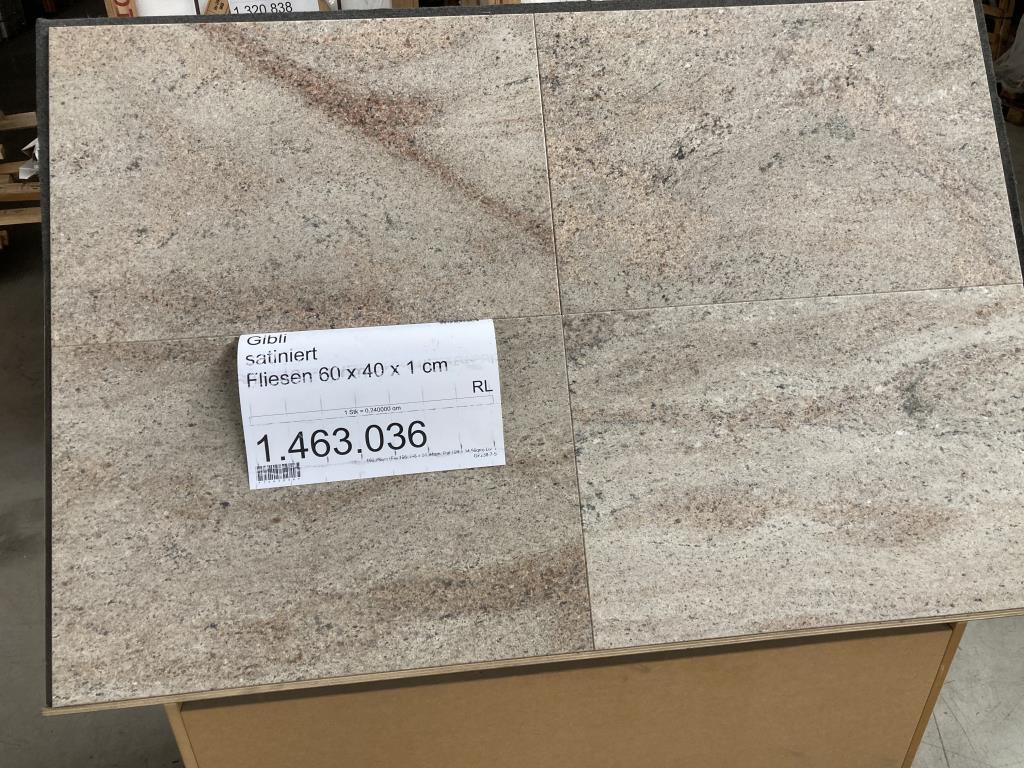 1.320.838
Gibli
satiniert
Fliesen 60 x 40 x 1 cm
RL
1 Stk = 0,240000 qm
1.463.036